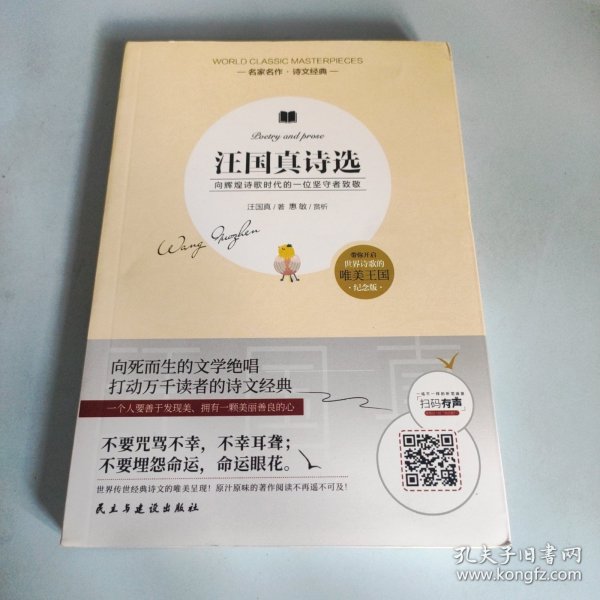 WORLD CLASSIC MASTERPIECES
名家名作·诗文经典
Poetry and prose
汪国真诗选
向辉煌诗歌时代的一位坚守者致敬
汪国真/著 惠敏/赏析
Wang Guozhen
带你开启
世界诗歌的
唯美王国
·纪念版·
汪国真
向死而生的文学绝唱
打动万千读者的诗文经典
一个人要善于发现美、拥有一颗美丽善良的心
扫码有声
不要咒骂不幸，不幸耳聋；
不要埋怨命运，命运眼花。
世界传世经典诗文的唯美呈现！原汁原味的著作阅读不再遥不可及！
民主与建设出版社
孔夫子旧书网
www.kongfz.com